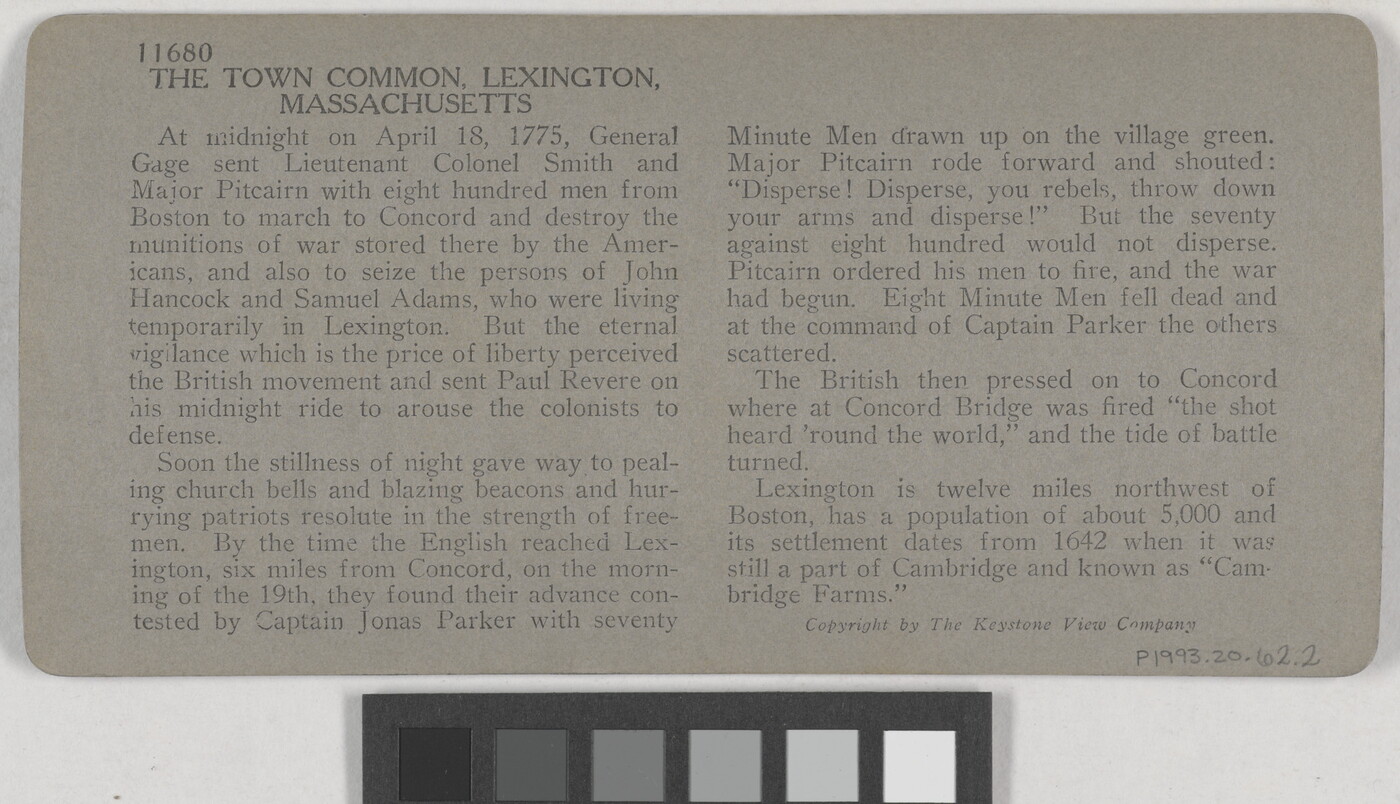 11680
THE TOWN COMMON, LEXINGTON,
MASSACHUSETTS
At midnight on April 18, 1775, General
Gage sent Lieutenant Colonel Smith and
Major Pitcairn with eight hundred men from
Boston to march to Concord and destroy the
munitions of war stored there by the Amer-
icans, and also to seize the persons of John
Hancock and Samuel Adams, who were living
temporarily in Lexington. But the eternal
vigilance which is the price of liberty perceived
the British movement and sent Paul Revere on
his midnight ride to arouse the colonists to
defense.
Soon the stillness of night gave way to peal-
ing church bells and blazing beacons and hur-
rying patriots resolute in the strength of free-
men. By the time the English reached Lex-
ington, six miles from Concord, on the morn-
ing of the 19th, they found their advance con-
tested by Captain Jonas Parker with seventy
Minute Men drawn up on the village green.
Major Pitcairn rode forward and shouted:
“Disperse! Disperse, you rebels, throw down
your arms and disperse!” But the seventy
against eight hundred would not disperse.
Pitcairn ordered his men to fire, and the war
had begun. Eight Minute Men fell dead and
at the command of Captain Parker the others
scattered.
The British then pressed on to Concord
where at Concord Bridge was fired “the shot
heard ’round the world,” and the tide of battle
turned.
Lexington is twelve miles northwest of
Boston, has a population of about 5,000 and
its settlement dates from 1642 when it was
still a part of Cambridge and known as “Cam-
bridge Farms.”
Copyright by The Keystone View Company
P1993.20.62.2